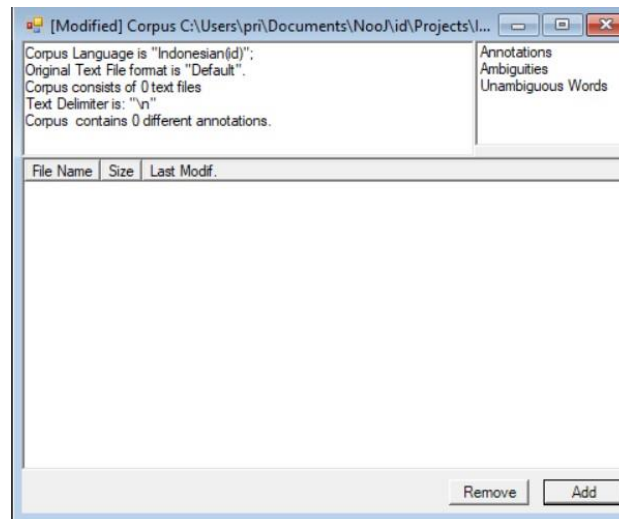 [Modified] Corpus C:\Users\pri\Documents\NooJ\id\Projects\I...
Corpus Language is "Indonesian(id)";
Original Text File format is "Default".
Corpus consists of 0 text files
Text Delimiter is: "\n"
Corpus  contains 0 different annotations.
Annotations
Ambiguities
Unambiguous Words
File Name Size Last Modif.
Remove Add